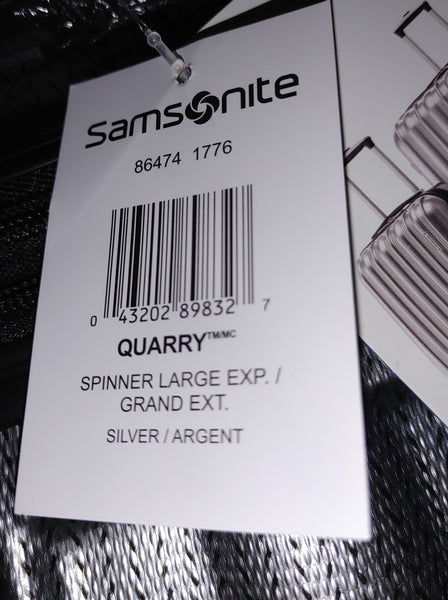 Samsonite
86474 1776
0 43202 89832 7
QUARRY™/MC
SPINNER LARGE EXP. /
GRAND EXT.
SILVER / ARGENT